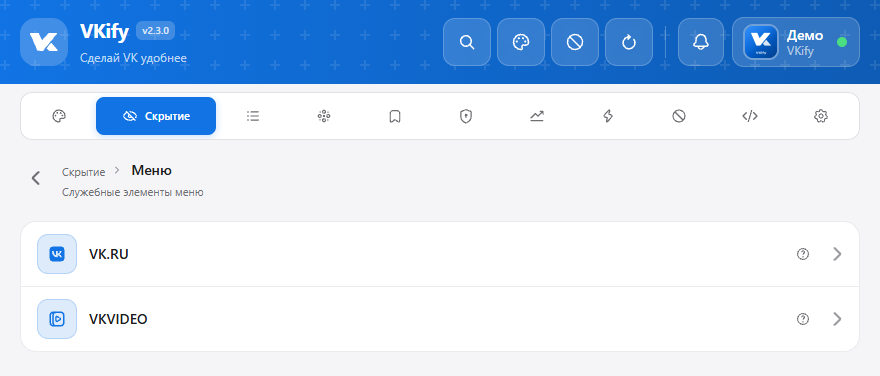 VKify v2.3.0
Сделай VK удобнее
Демо
VKify
Скрытие
Скрытие > Меню
Служебные элементы меню
VK.RU
VKVIDEO